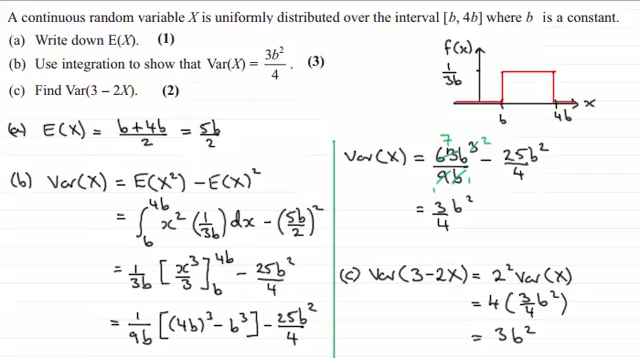 A continuous random variable X is uniformly distributed over the interval [b, 4b] where b is a constant.
(a) Write down E(X). (1)
(b) Use integration to show that Var(X) = 3b²/4 . (3)
(c) Find Var(3 – 2X). (2)
f(x)
1/3b
b
4b
x
(a) E(X) = (b+4b)/2 = 5b/2
(b) Var(X) = E(X²) – E(X)²
= ∫_b^4b x² (1/3b) dx – (5b/2)²
= 1/3b [x³/3]_b^4b – 25b²/4
= 1/9b [(4b)³ – b³] – 25b²/4
Var(X) = 63b³/9b – 25b²/4
7
2
1
= 3/4 b²
(c) Var(3–2X) = 2² Var(X)
= 4(3/4 b²)
= 3b²